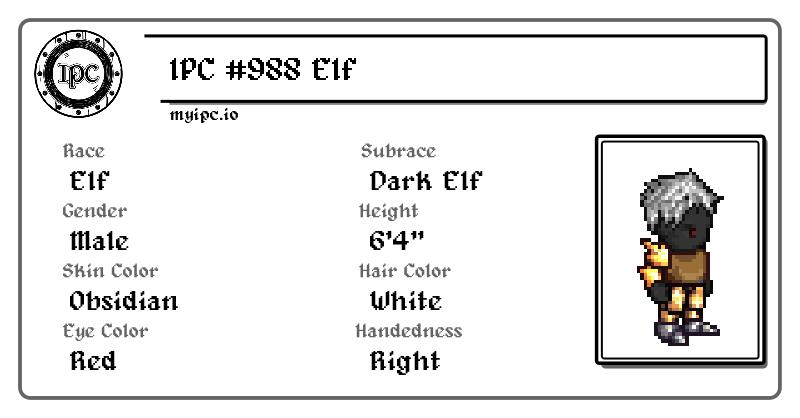 IPC
IPC #988 Elf
myipc.io
Race
Elf
Subrace
Dark Elf
Gender
Male
Height
6'4"
Skin Color
Obsidian
Hair Color
White
Eye Color
Red
Handedness
Right